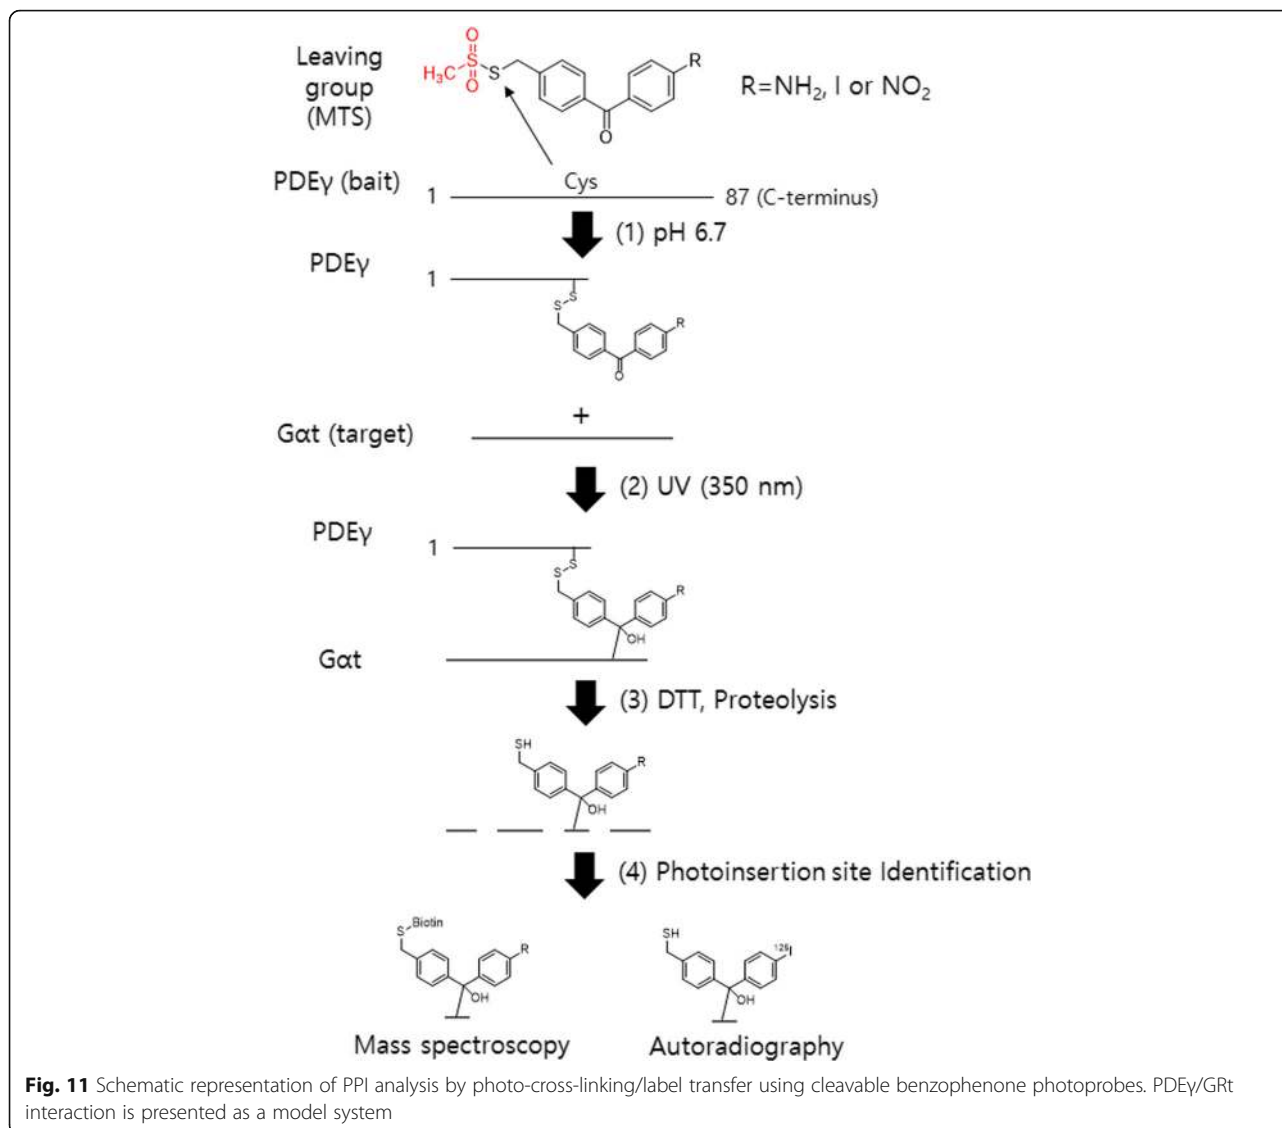 Leaving
group
(MTS)
O
H₃C S S
O
O
R
R=NH₂, I or NO₂
PDEγ (bait) 1 Cys 87 (C-terminus)
(1) pH 6.7
PDEγ
1
S S
R
O
+
Gαt (target)
(2) UV (350 nm)
PDEγ
1
S S
R
OH
Gαt
(3) DTT, Proteolysis
SH
R
OH
(4) Photoinsertion site Identification
S Biotin
R
OH
SH
¹²⁵I
OH
Mass spectroscopy Autoradiography
Fig. 11 Schematic representation of PPI analysis by photo-cross-linking/label transfer using cleavable benzophenone photoprobes. PDEγ/GRt
interaction is presented as a model system